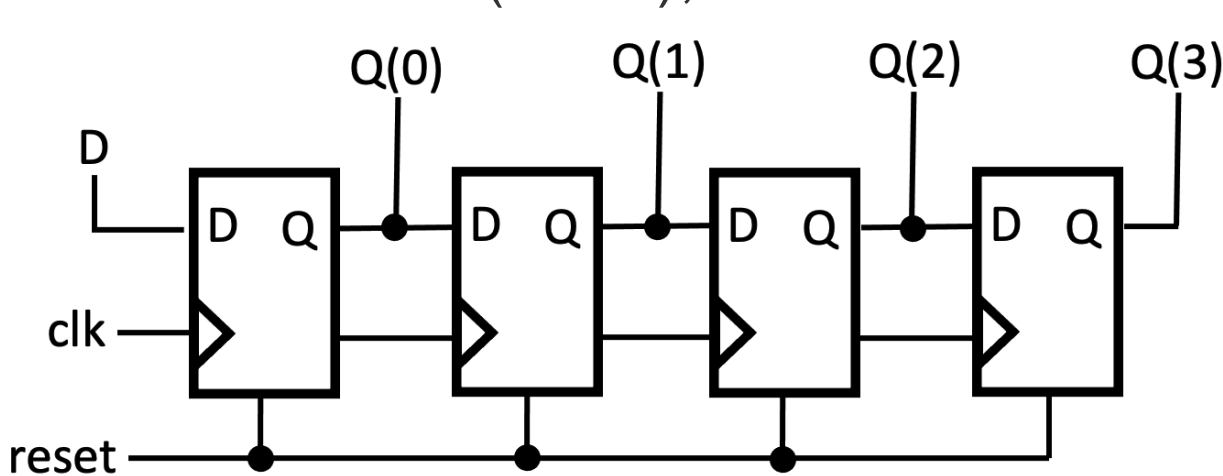 Q(0) Q(1) Q(2) Q(3)
D
D Q D Q D Q D Q
clk
reset